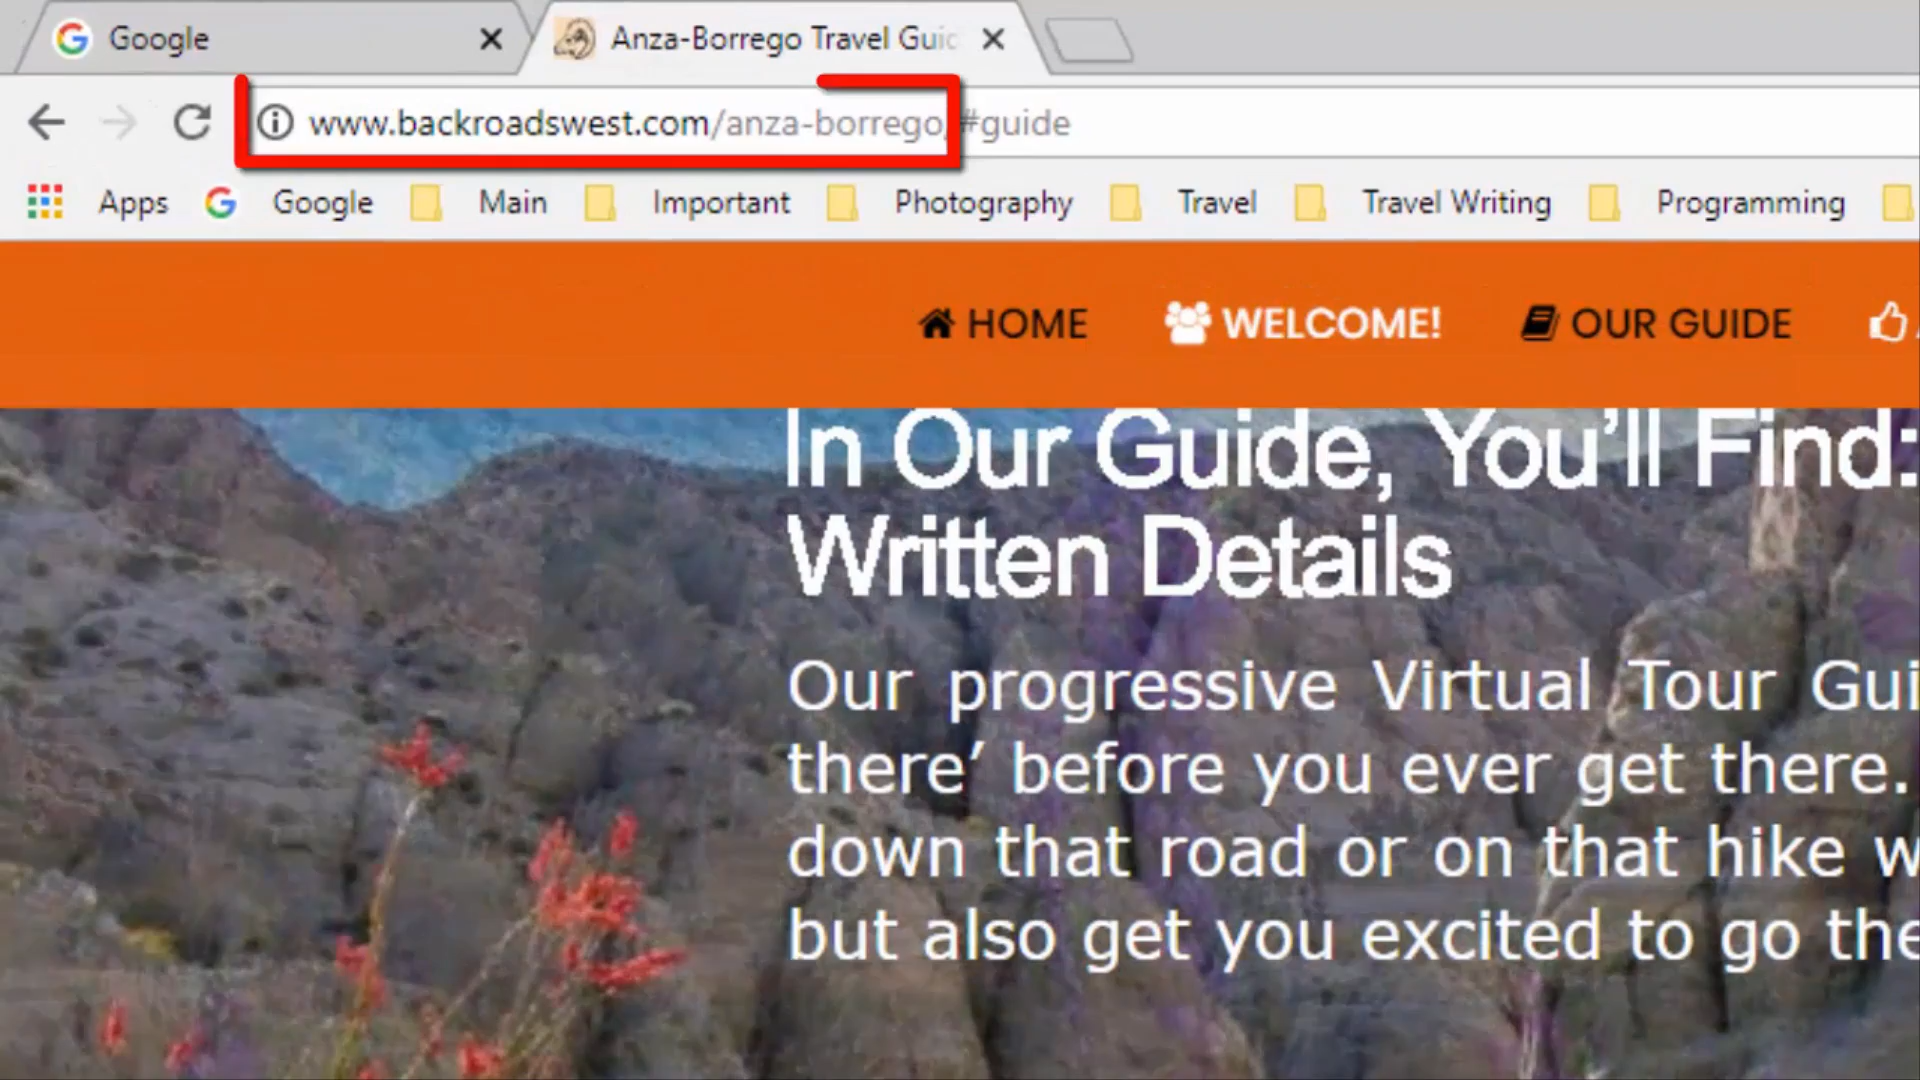 Google
Anza-Borrego Travel Guid
www.backroadswest.com/anza-borrego/#guide
Apps Google Main Important Photography Travel Travel Writing Programming
HOME WELCOME! OUR GUIDE
In Our Guide, You’ll Find:
Written Details
Our progressive Virtual Tour Gui
there’ before you ever get there.
down that road or on that hike w
but also get you excited to go the